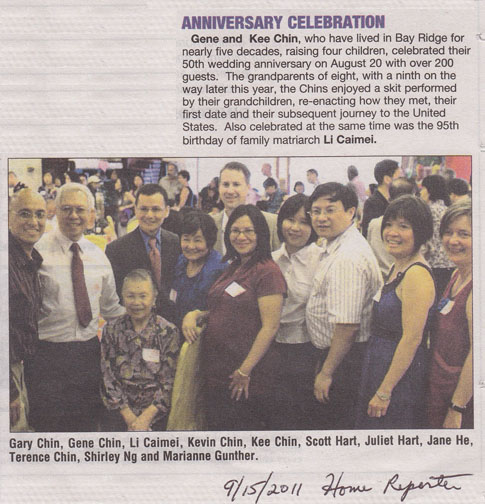 ANNIVERSARY CELEBRATION
Gene and Kee Chin, who have lived in Bay Ridge for
nearly five decades, raising four children, celebrated their
50th wedding anniversary on August 20 with over 200
guests. The grandparents of eight, with a ninth on the
way later this year, the Chins enjoyed a skit performed
by their grandchildren, re-enacting how they met, their
first date and their subsequent journey to the United
States. Also celebrated at the same time was the 95th
birthday of family matriarch Li Caimei.
Gary Chin, Gene Chin, Li Caimei, Kevin Chin, Kee Chin, Scott Hart, Juliet Hart, Jane He,
Terence Chin, Shirley Ng and Marianne Gunther.
9/15/2011 Home Reporter